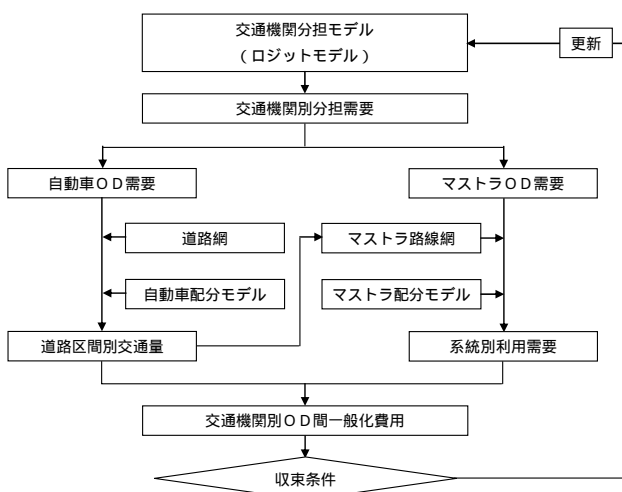 交通機関分担モデル
(ロジットモデル)
更新
交通機関別分担需要
自動車OD需要
マストラOD需要
道路網
マストラ路線網
自動車配分モデル
マストラ配分モデル
道路区間別交通量
系統別利用需要
交通機関別OD間一般化費用
収束条件